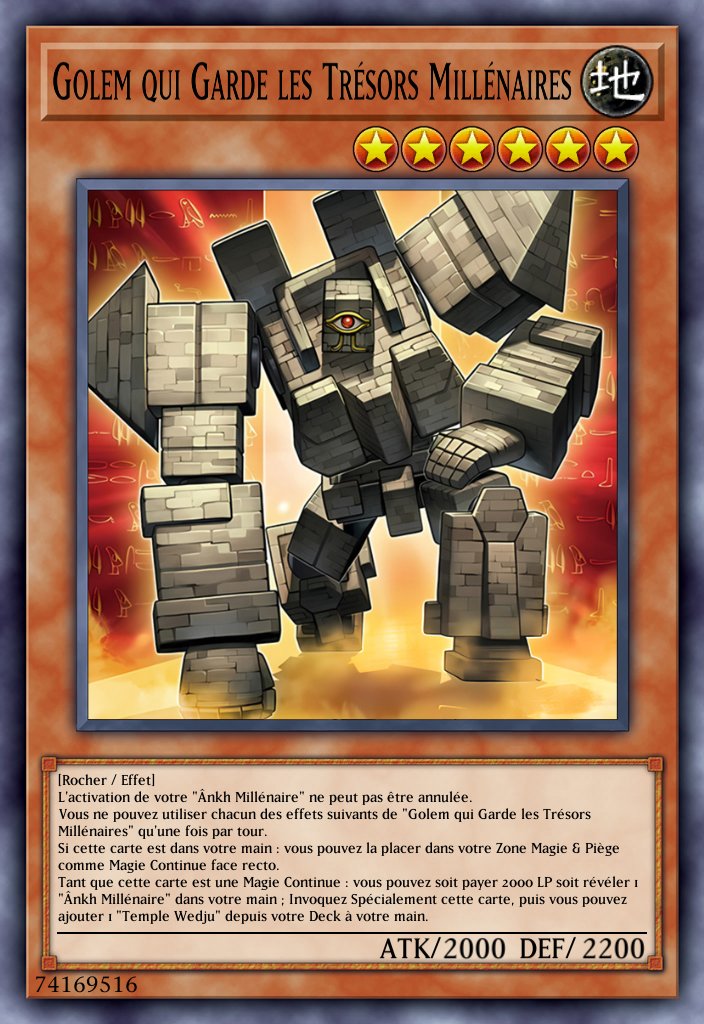 Golem qui Garde les Trésors Millénaires
地
[Rocher / Effet]
L'activation de votre "Ânkh Millénaire" ne peut pas être annulée.
Vous ne pouvez utiliser chacun des effets suivants de "Golem qui Garde les Trésors
Millénaires" qu'une fois par tour.
Si cette carte est dans votre main : vous pouvez la placer dans votre Zone Magie & Piège
comme Magie Continue face recto.
Tant que cette carte est une Magie Continue : vous pouvez soit payer 2000 LP soit révéler 1
"Ânkh Millénaire" dans votre main ; Invoquez Spécialement cette carte, puis vous pouvez
ajouter 1 "Temple Wedju" depuis votre Deck à votre main.
ATK/2000 DEF/2200
74169516